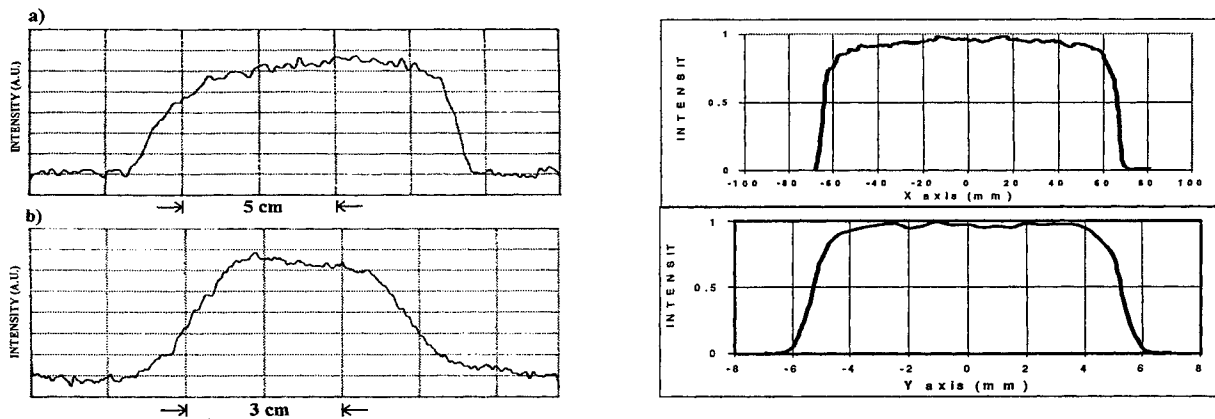 a)
INTENSITY (A.U.)
5 cm
b)
INTENSITY (A.U.)
3 cm
INTENSIT
1
0.5
0
-100 -80 -60 -40 -20 0 20 40 60 80 100
X axis (mm)
INTENSIT
1
0.5
0
-8 -6 -4 -2 0 2 4 6 8
Y axis (mm)